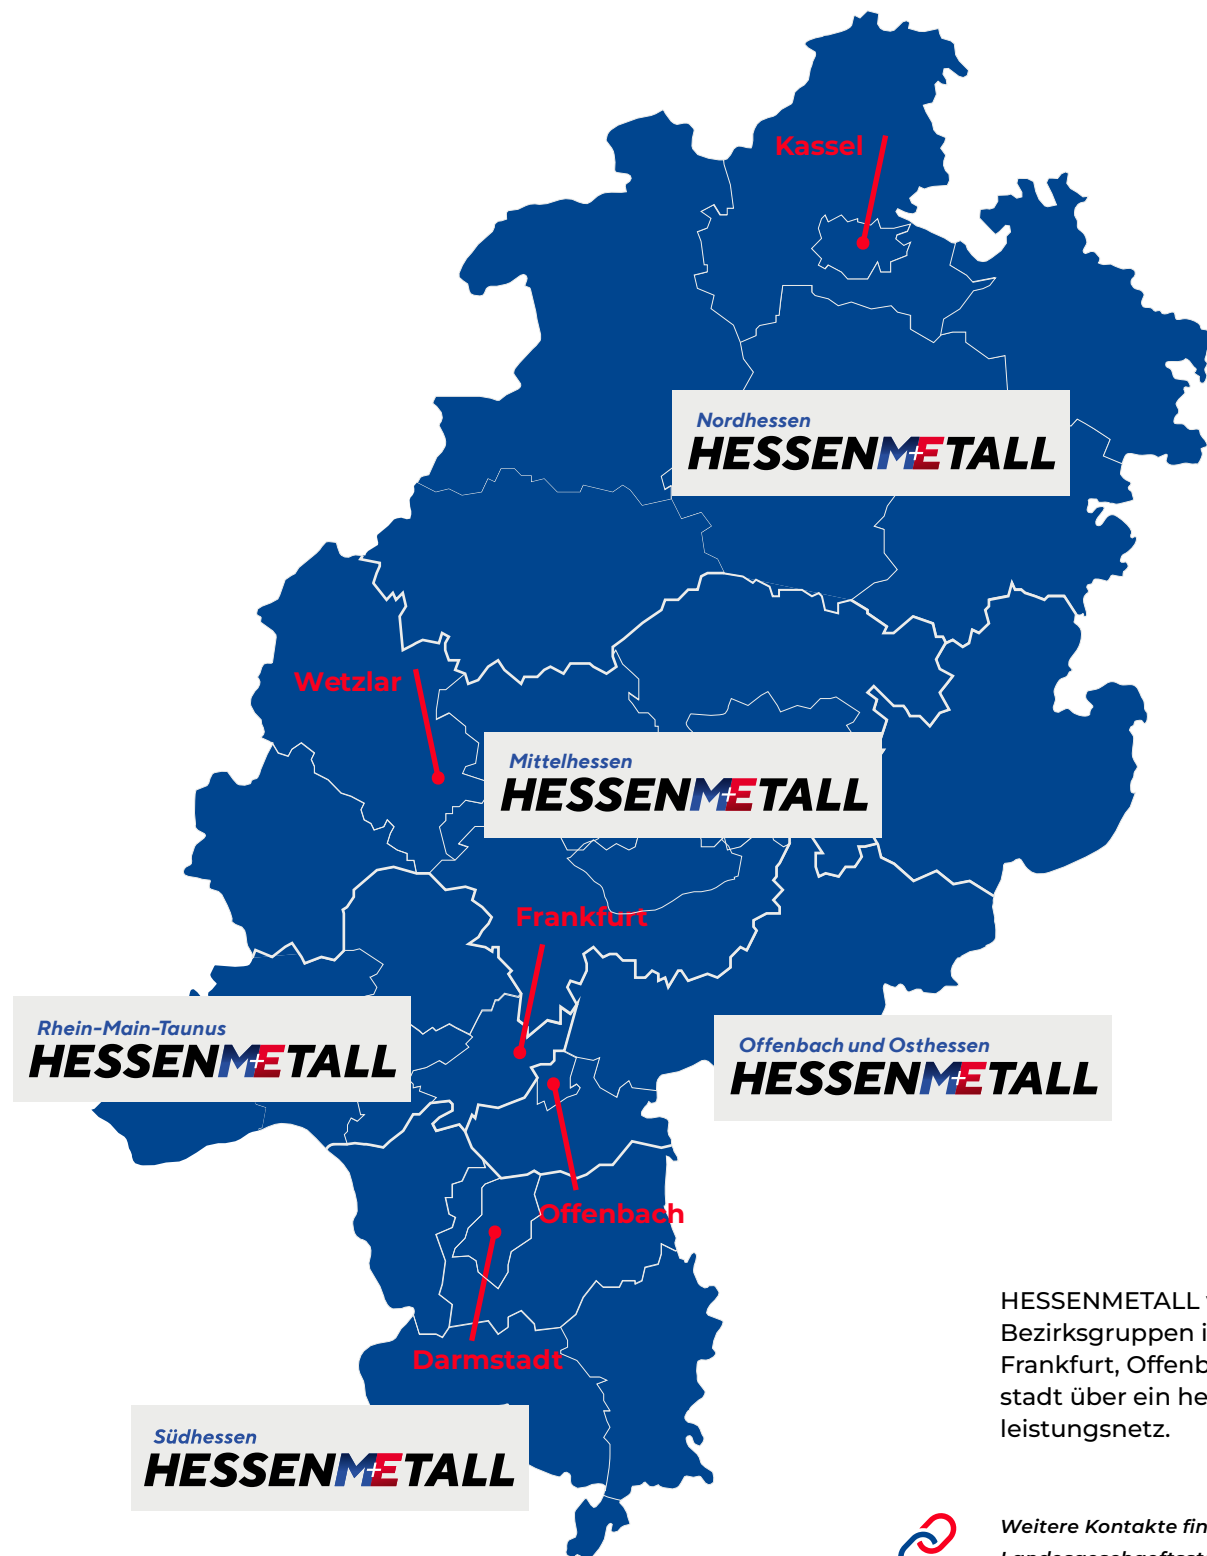 Kassel
Nordhessen
HESSENMETALL
Wetzlar
Mittelhessen
HESSENMETALL
Frankfurt
Rhein-Main-Taunus
HESSENMETALL
Offenbach und Osthessen
HESSENMETALL
Offenbach
Darmstadt
Südhessen
HESSENMETALL
HESSENMETALL
Bezirksgruppen
Frankfurt,
stadt über ein
leistungsnetz.
Weitere Kontakte